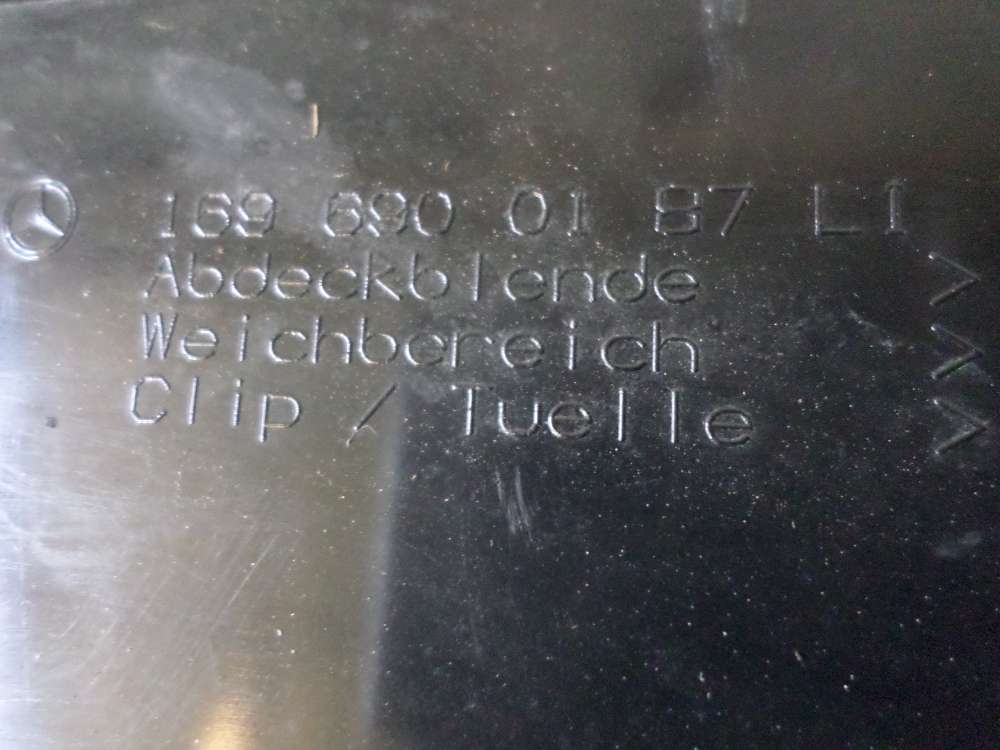 169 690 01 87 LI
Abdeckblende >
Weichbereich >
Clip / Tuelle >